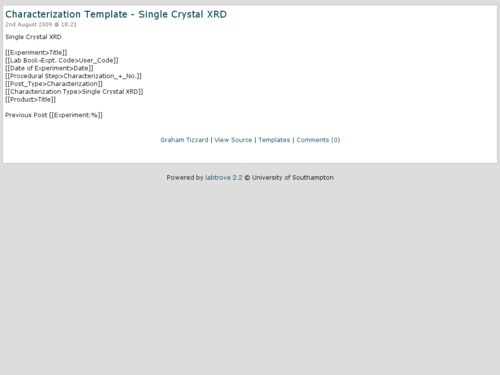 Characterization Template - Single Crystal XRD
2nd August 2009 @ 18:21
Single Crystal XRD
[[Experiment>Title]]
[[Lab Book-Expt. Code>User_Code]]
[[Date of Experiment>Date]]
[[Procedural Step>Characterization_+_No.]]
[[Post_Type>Characterization]]
[[Characterization Type>Single Crystal XRD]]
[[Product>Title]]
Previous Post [[Experiment:%]]
Graham Tizzard | View Source | Templates | Comments (0)
Powered by labtrove 2.2 © University of Southampton